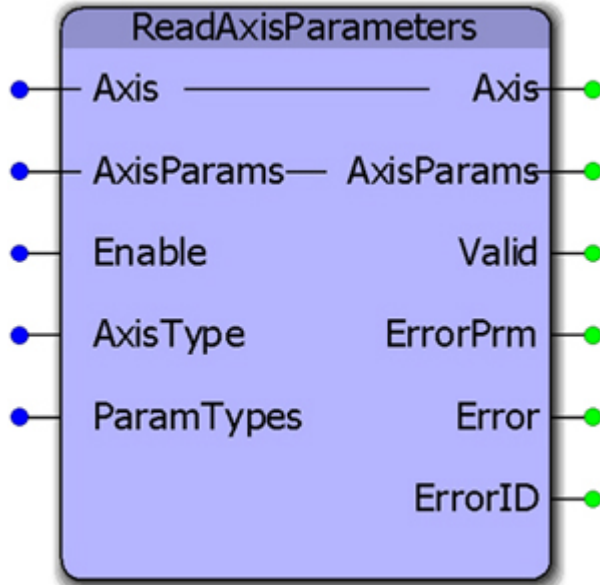 ReadAxisParameters
Axis Axis
AxisParams AxisParams
Enable Valid
AxisType ErrorPrm
ParamTypes Error
ErrorID